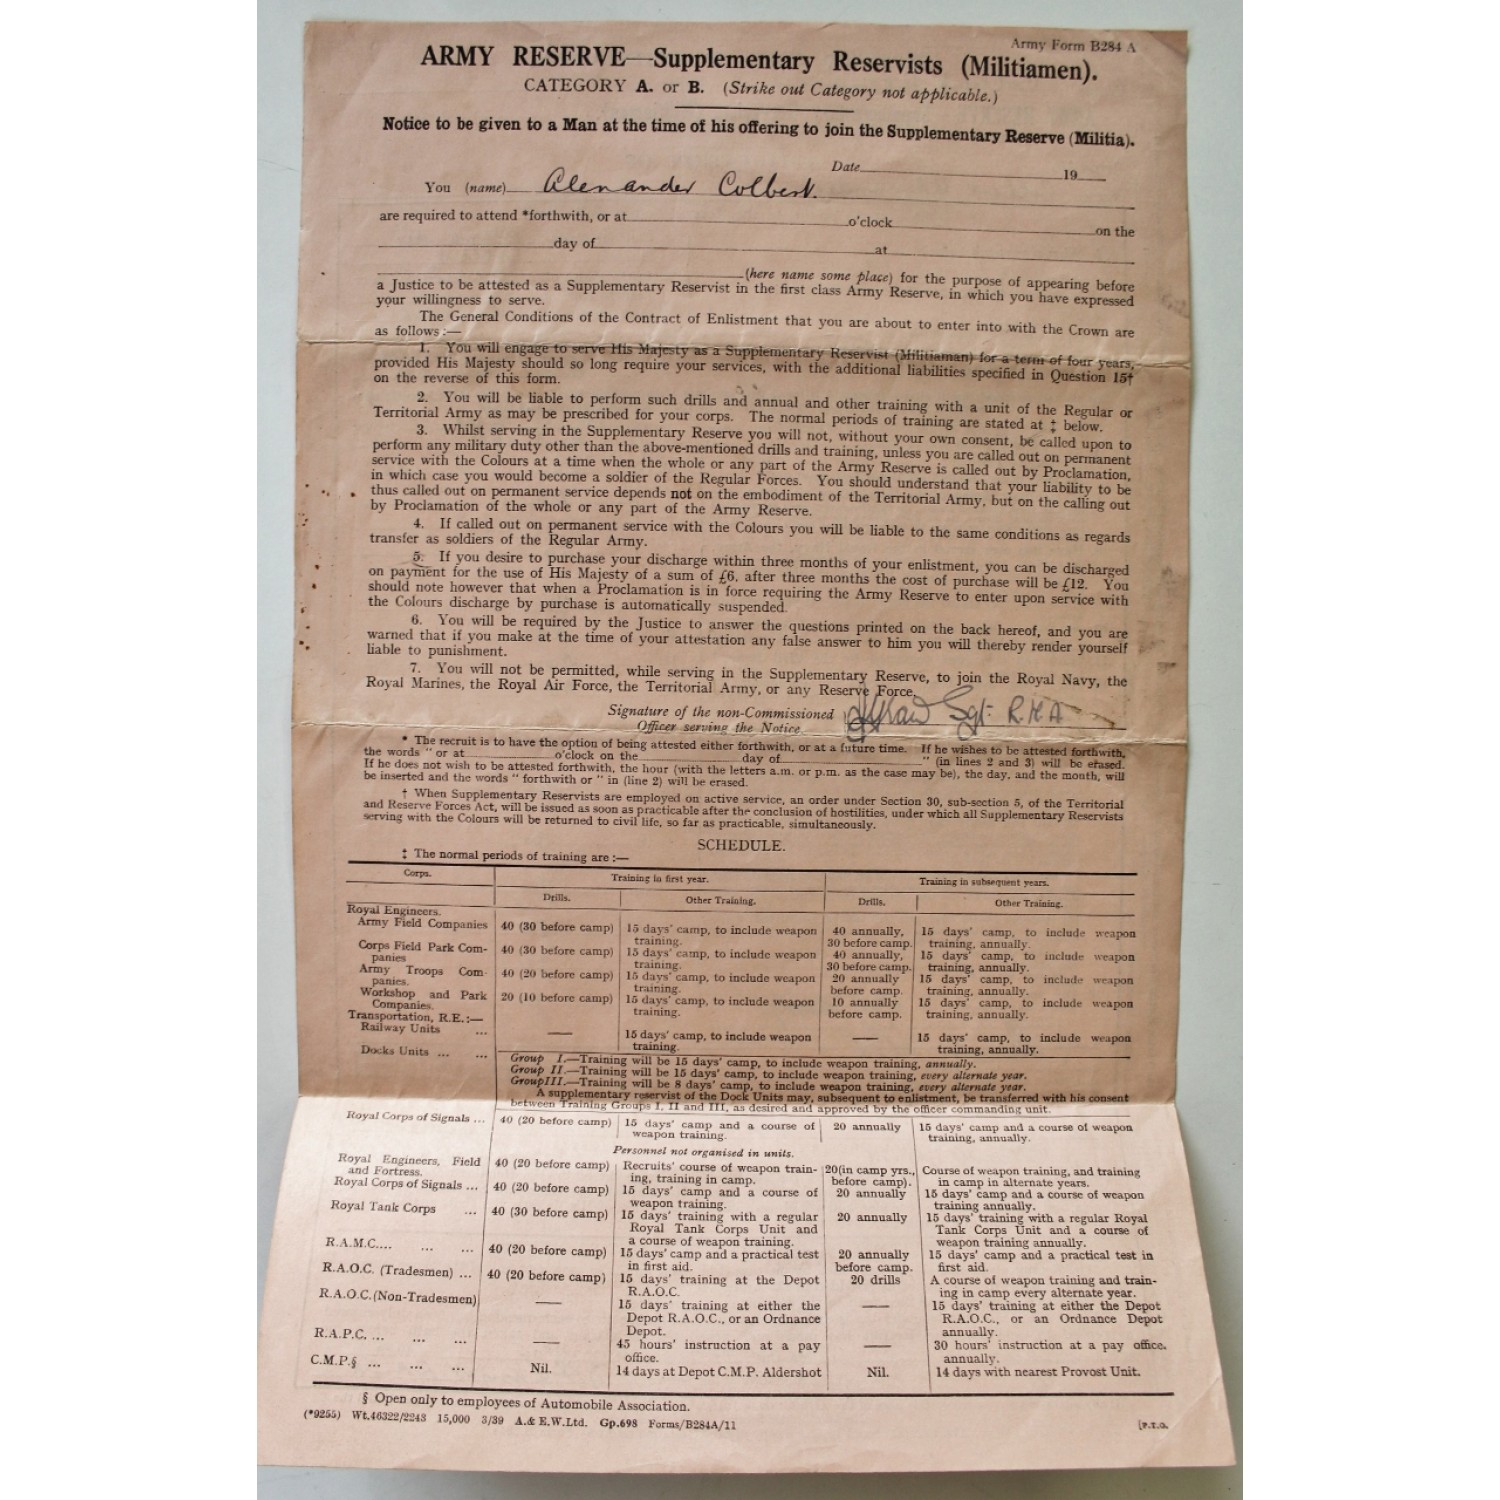 Army Form B284 A
ARMY RESERVE—Supplementary Reservists (Militiamen).
CATEGORY A. or B. (Strike out Category not applicable.)
Notice to be given to a Man at the time of his offering to join the Supplementary Reserve (Militia).
Date 19
You (name) Alexander Colbert.
are required to attend *forthwith, or at o'clock on the
day of at
(here name some place) for the purpose of appearing before
a Justice to be attested as a Supplementary Reservist in the first class Army Reserve, in which you have expressed
your willingness to serve.
The General Conditions of the Contract of Enlistment that you are about to enter into with the Crown are
as follows:—
1. You will engage to serve His Majesty as a Supplementary Reservist (Militiaman) for a term of four years,
provided His Majesty should so long require your services, with the additional liabilities specified in Question 15†
on the reverse of this form.
2. You will be liable to perform such drills and annual and other training with a unit of the Regular or
Territorial Army as may be prescribed for your corps. The normal periods of training are stated at ‡ below.
3. Whilst serving in the Supplementary Reserve you will not, without your own consent, be called upon to
perform any military duty other than the above-mentioned drills and training, unless you are called out on permanent
service with the Colours at a time when the whole or any part of the Army Reserve is called out by Proclamation,
in which case you would become a soldier of the Regular Forces. You should understand that your liability to be
thus called out on permanent service depends not on the embodiment of the Territorial Army, but on the calling out
by Proclamation of the whole or any part of the Army Reserve.
4. If called out on permanent service with the Colours you will be liable to the same conditions as regards
transfer as soldiers of the Regular Army.
5. If you desire to purchase your discharge within three months of your enlistment, you can be discharged
on payment for the use of His Majesty of a sum of £6, after three months the cost of purchase will be £12. You
should note however that when a Proclamation is in force requiring the Army Reserve to enter upon service with
the Colours discharge by purchase is automatically suspended.
6. You will be required by the Justice to answer the questions printed on the back hereof, and you are
warned that if you make at the time of your attestation any false answer to him you will thereby render yourself
liable to punishment.
7. You will not be permitted, while serving in the Supplementary Reserve, to join the Royal Navy, the
Royal Marines, the Royal Air Force, the Territorial Army, or any Reserve Force.
Signature of the non-Commissioned Sgt. R.H.A
Officer serving the Notice
* The recruit is to have the option of being attested either forthwith, or at a future time. If he wishes to be attested forthwith,
the words "or at o'clock on the day of " (in lines 2 and 3) will be erased.
If he does not wish to be attested forthwith, the hour (with the letters a.m. or p.m. as the case may be), the day, and the month, will
be inserted and the words "forthwith or" in (line 2) will be erased.
† When Supplementary Reservists are employed on active service, an order under Section 30, sub-section 5, of the Territorial
and Reserve Forces Act, will be issued as soon as practicable after the conclusion of hostilities, under which all Supplementary Reservists
serving with the Colours will be returned to civil life, so far as practicable, simultaneously.
SCHEDULE.
‡ The normal periods of training are:—
Corps. Training in first year. Training in subsequent years.
Drills. Other Training. Drills. Other Training.
Royal Engineers.
Army Field Companies 40 (30 before camp) 15 days' camp, to include weapon 40 annually, 15 days' camp, to include weapon
training. 30 before camp. training, annually.
Corps Field Park Com- 40 (30 before camp) 15 days' camp, to include weapon 40 annually, 15 days' camp, to include weapon
panies training. 30 before camp. training, annually.
Army Troops Com- 40 (20 before camp) 15 days' camp, to include weapon 20 annually 15 days' camp, to include weapon
panies. training. before camp. training, annually.
Workshop and Park 20 (10 before camp) 15 days' camp, to include weapon 10 annually 15 days' camp, to include weapon
Companies. training. before camp. training, annually.
Transportation, R.E.:—
Railway Units ... — 15 days' camp, to include weapon — 15 days' camp, to include weapon
training. training, annually.
Docks Units ... ... Group I.—Training will be 15 days' camp, to include weapon training, annually.
Group II.—Training will be 15 days' camp, to include weapon training, every alternate year.
Group III.—Training will be 8 days' camp, to include weapon training, every alternate year.
A supplementary reservist of the Dock Units may, subsequent to enlistment, be transferred with his consent
between Training Groups I, II and III, as desired and approved by the officer commanding unit.
Royal Corps of Signals ... 40 (20 before camp) 15 days' camp and a course of 20 annually 15 days' camp and a course of weapon
weapon training. training, annually.
Personnel not organised in units.
Royal Engineers, Field 40 (20 before camp) Recruits' course of weapon train- 20 (in camp yrs., Course of weapon training, and training
and Fortress. ing, training in camp. before camp). in camp in alternate years.
Royal Corps of Signals ... 40 (20 before camp) 15 days' camp and a course of 20 annually 15 days' camp and a course of weapon
weapon training. training annually.
Royal Tank Corps ... 40 (30 before camp) 15 days' training with a regular 20 annually 15 days' training with a regular Royal
Royal Tank Corps Unit and Tank Corps Unit and a course of
a course of weapon training. weapon training annually.
R.A.M.C.... ... ... 40 (20 before camp) 15 days' camp and a practical test 20 annually 15 days' camp and a practical test in
in first aid. before camp. first aid.
R.A.O.C. (Tradesmen) ... 40 (20 before camp) 15 days' training at the Depot 20 drills A course of weapon training and train-
R.A.O.C. ing in camp every alternate year.
R.A.O.C. (Non-Tradesmen) — 15 days' training at either the — 15 days' training at either the Depot
Depot R.A.O.C., or an Ordnance R.A.O.C., or an Ordnance Depot
Depot. annually.
R.A.P.C. ... ... ... — 45 hours' instruction at a pay — 30 hours' instruction at a pay office,
office. annually.
C.M.P.§ ... ... ... Nil. 14 days at Depot C.M.P. Aldershot Nil. 14 days with nearest Provost Unit.
§ Open only to employees of Automobile Association.
(*9255) Wt.46322/2243 15,000 3/39 A.& E.W.Ltd. Gp.698 Forms/B284A/11
[P.T.O.